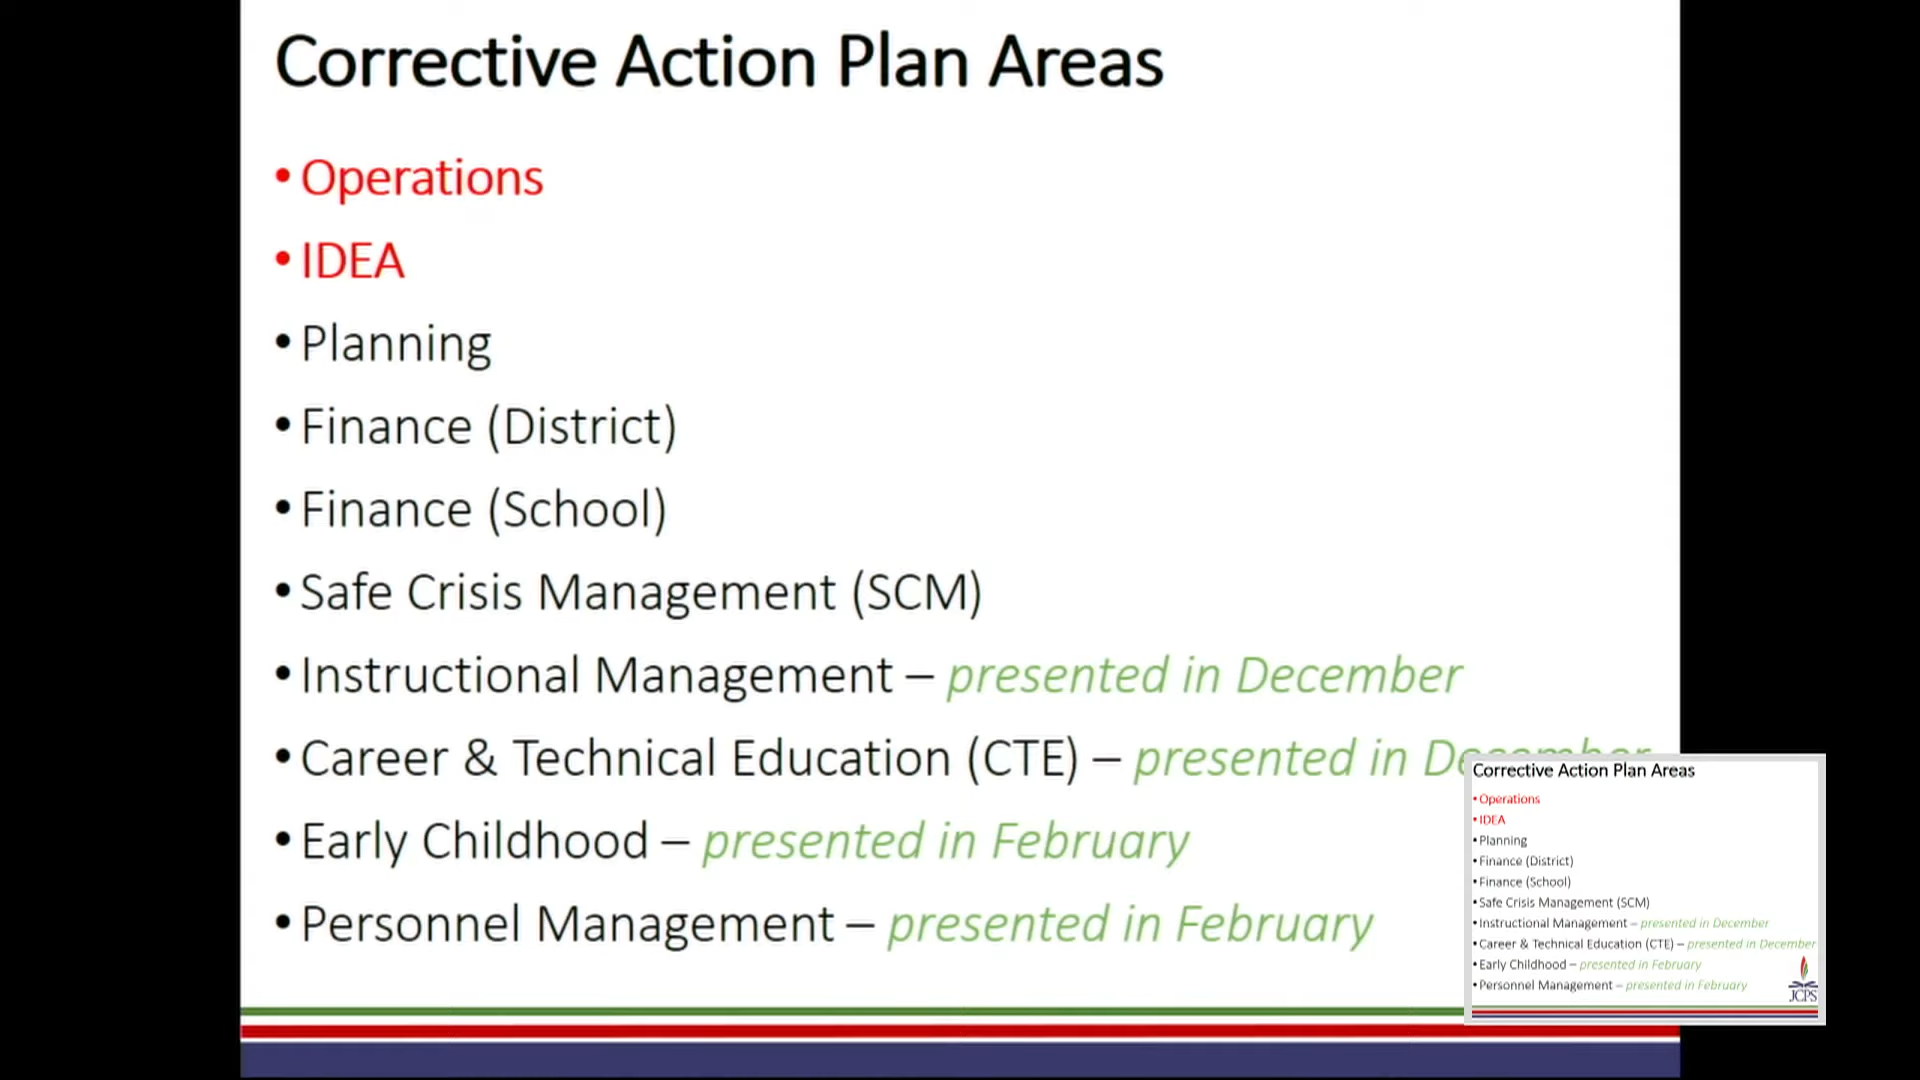 Corrective Action Plan Areas
• Operations
• IDEA
• Planning
• Finance (District)
• Finance (School)
• Safe Crisis Management (SCM)
• Instructional Management – presented in December
• Career & Technical Education (CTE) – presented in December
• Early Childhood – presented in February
• Personnel Management – presented in February
Corrective Action Plan Areas
• Operations
• IDEA
• Planning
• Finance (District)
• Finance (School)
• Safe Crisis Management (SCM)
• Instructional Management – presented in December
• Career & Technical Education (CTE) – presented in December
• Early Childhood – presented in February
• Personnel Management – presented in February
JCPS